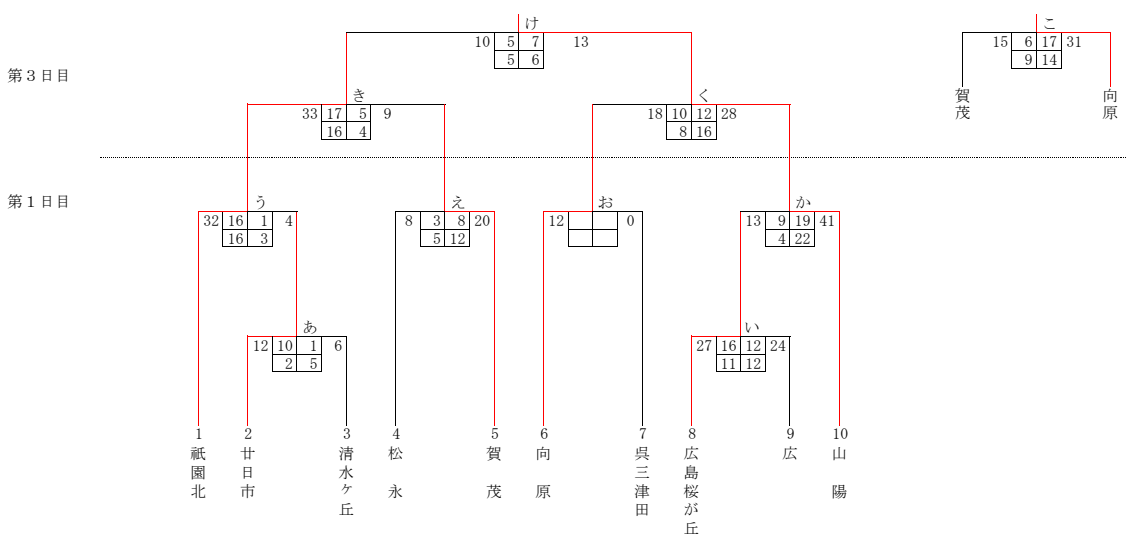 け
10 5 7 13
5 6
こ
15 6 17 31
9 14
第3日目
賀茂
向原
き
33 17 5 9
16 4
く
18 10 12 28
8 16
第1日目
う
32 16 1 4
16 3
え
8 3 8 20
5 12
お
12 0
か
13 9 19 41
4 22
あ
12 10 1 6
2 5
い
27 16 12 24
11 12
1 2 3 4 5 6 7 8 9 10
祇園北
廿日市
清水ケ丘
松永
賀茂
向原
呉三津田
広島桜が丘
広
山陽